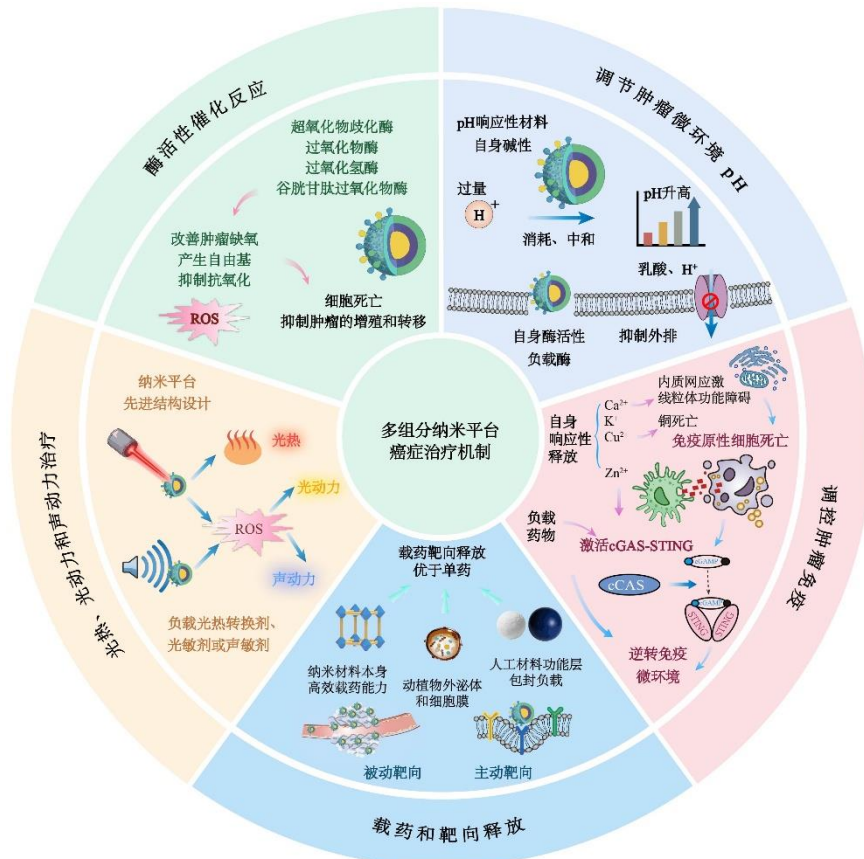 多组分纳米平台
癌症治疗机制
酶活性催化反应
超氧化物歧化酶
过氧化物酶
过氧化氢酶
谷胱甘肽过氧化物酶
改善肿瘤缺氧
产生自由基
抑制抗氧化
ROS
细胞死亡
抑制肿瘤的增殖和转移
调节肿瘤微环境 pH
pH响应性材料
自身碱性
过量
H+
消耗、中和
pH升高
乳酸、H⁺
自身酶活性
负载酶
抑制外排
调控肿瘤免疫
自身
响应性
释放
Ca²⁺
K⁺
Cu²
Zn²⁺
内质网应激
线粒体功能障碍
铜死亡
免疫原性细胞死亡
负载
药物
激活cGAS-STING
cGAMP
cCAS
cGAMP
STING
STING
逆转免疫
微环境
载药和靶向释放
载药靶向释放
优于单药
纳米材料本身
高效载药能力
动植物外泌体
和细胞膜
人工材料功能层
包封负载
被动靶向
主动靶向
光热、光动力和声动力治疗
纳米平台
先进结构设计
光热
光动力
ROS
声动力
负载光热转换剂、
光敏剂或声敏剂